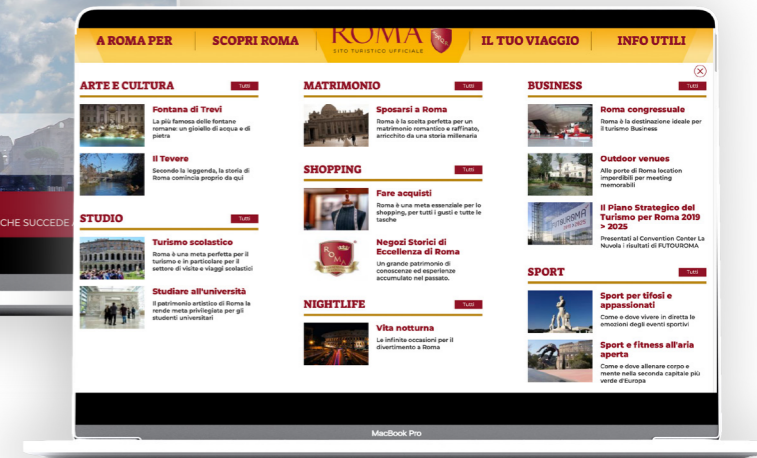 A ROMA PER
SCOPRI ROMA
ROMA
SITO TURISTICO UFFICIALE
IL TUO VIAGGIO
INFO UTILI
ARTE E CULTURA
Tutti
Fontana di Trevi
La più famosa delle fontane
romane: un gioiello di acqua e di
pietra
Il Tevere
Secondo la leggenda, la storia di
Roma comincia proprio da qui
STUDIO
Tutti
Turismo scolastico
Roma è una meta perfetta per il
turismo e in particolare per il
settore di visite e viaggi scolastici
Studiare all'università
Il patrimonio artistico di Roma la
rende meta privilegiata per gli
studenti universitari
MATRIMONIO
Tutti
Sposarsi a Roma
Roma è la scelta perfetta per un
matrimonio romantico e raffinato,
arricchito da una storia millenaria
SHOPPING
Tutti
Fare acquisti
Roma è una meta essenziale per lo
shopping, per tutti i gusti e tutte le
tasche
ROMA
Negozi Storici di
Eccellenza di Roma
Un grande patrimonio di
conoscenze ed esperienze
accumulato nel passato.
NIGHTLIFE
Tutti
Vita notturna
Le infinite occasioni per il
divertimento a Roma
BUSINESS
Tutti
Roma congressuale
Roma è la destinazione ideale per
il turismo Business
Outdoor venues
Alle porte di Roma location
imperdibili per meeting
memorabili
FUTOUROMA
Il Piano Strategico del
Turismo per Roma 2019
> 2025
Presentati al Convention Center La
Nuvola i risultati di FUTOUROMA
SPORT
Tutti
Sport per tifosi e
appassionati
Come e dove vivere in diretta le
emozioni degli eventi sportivi
Sport e fitness all'aria
aperta
Come e dove allenare corpo e
mente nella seconda capitale più
verde d'Europa
CHE SUCCEDE
MacBook Pro